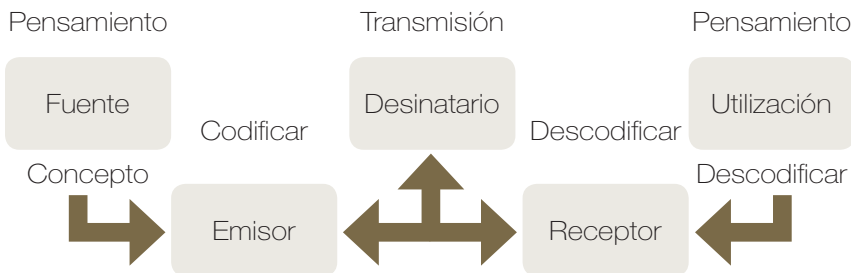 Pensamiento
Transmisión
Pensamiento
Fuente
Desinatario
Utilización
Codificar
Descodificar
Concepto
Descodificar
Emisor
Receptor